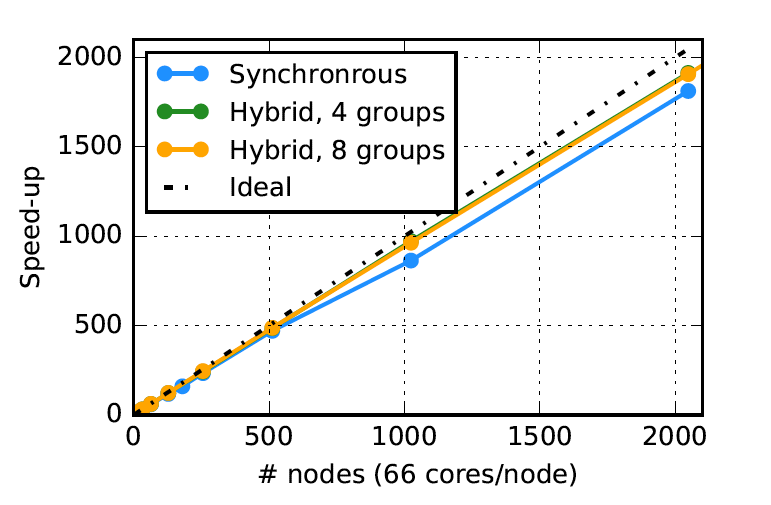 2000
1500
1000
500
0
Speed-up
Synchronrous
Hybrid, 4 groups
Hybrid, 8 groups
Ideal
0 500 1000 1500 2000
# nodes (66 cores/node)